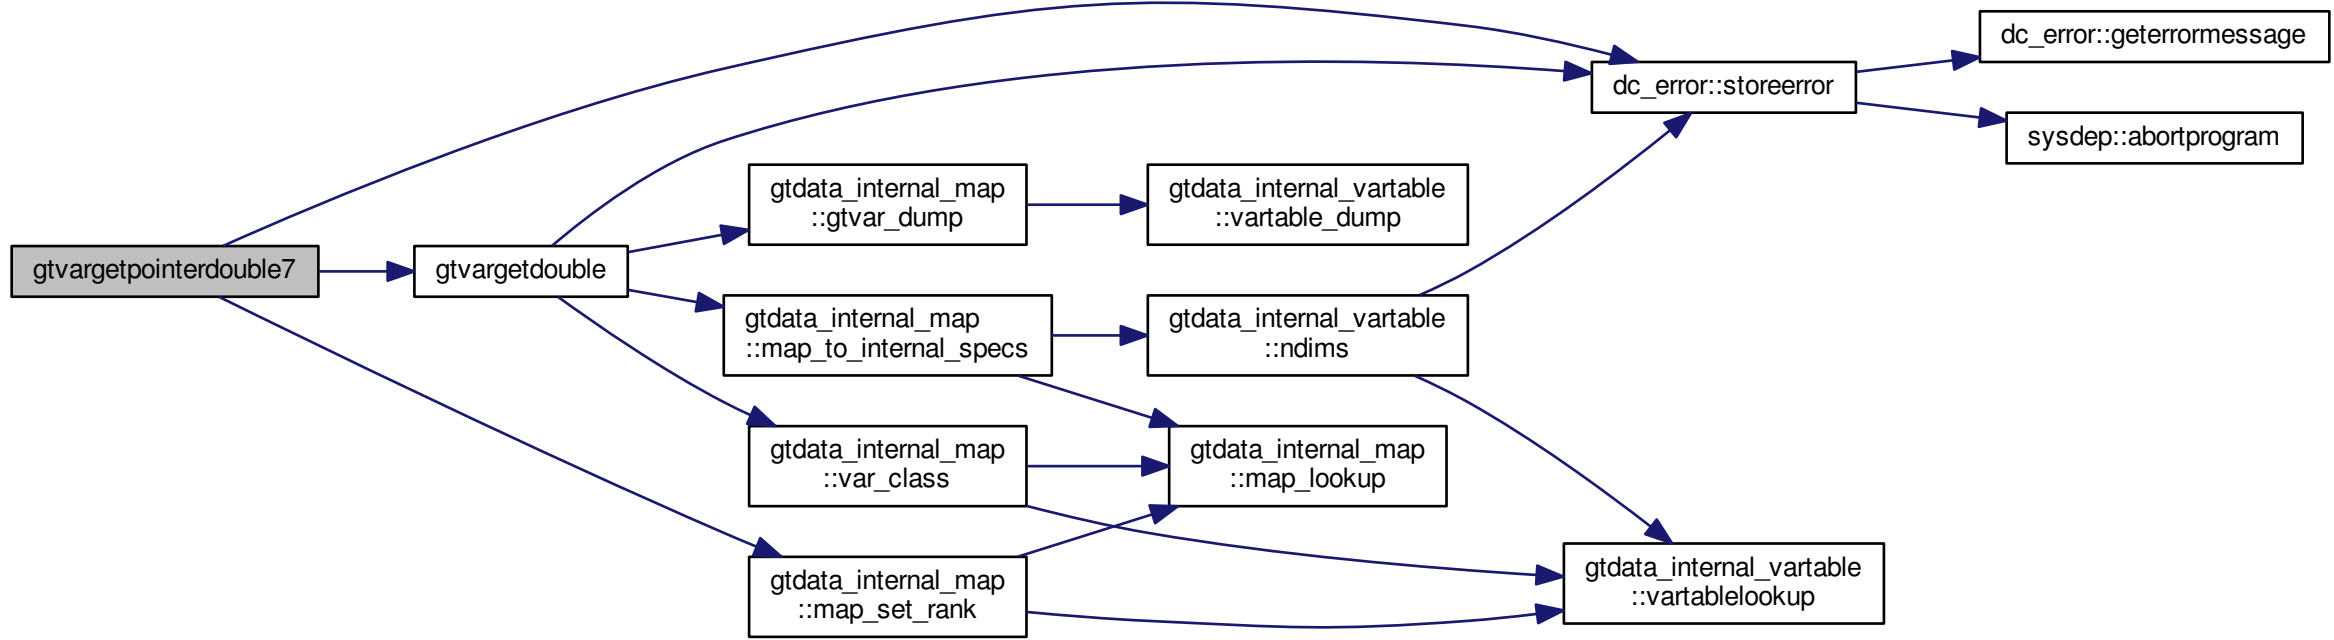 gtvargetpointerdouble7
gtvargetdouble
gtdata_internal_map
::gtvar_dump
gtdata_internal_map
::map_to_internal_specs
gtdata_internal_map
::var_class
gtdata_internal_map
::map_set_rank
gtdata_internal_vartable
::vartable_dump
gtdata_internal_vartable
::ndims
gtdata_internal_map
::map_lookup
dc_error::storeerror
gtdata_internal_vartable
::vartablelookup
dc_error::geterrormessage
sysdep::abortprogram